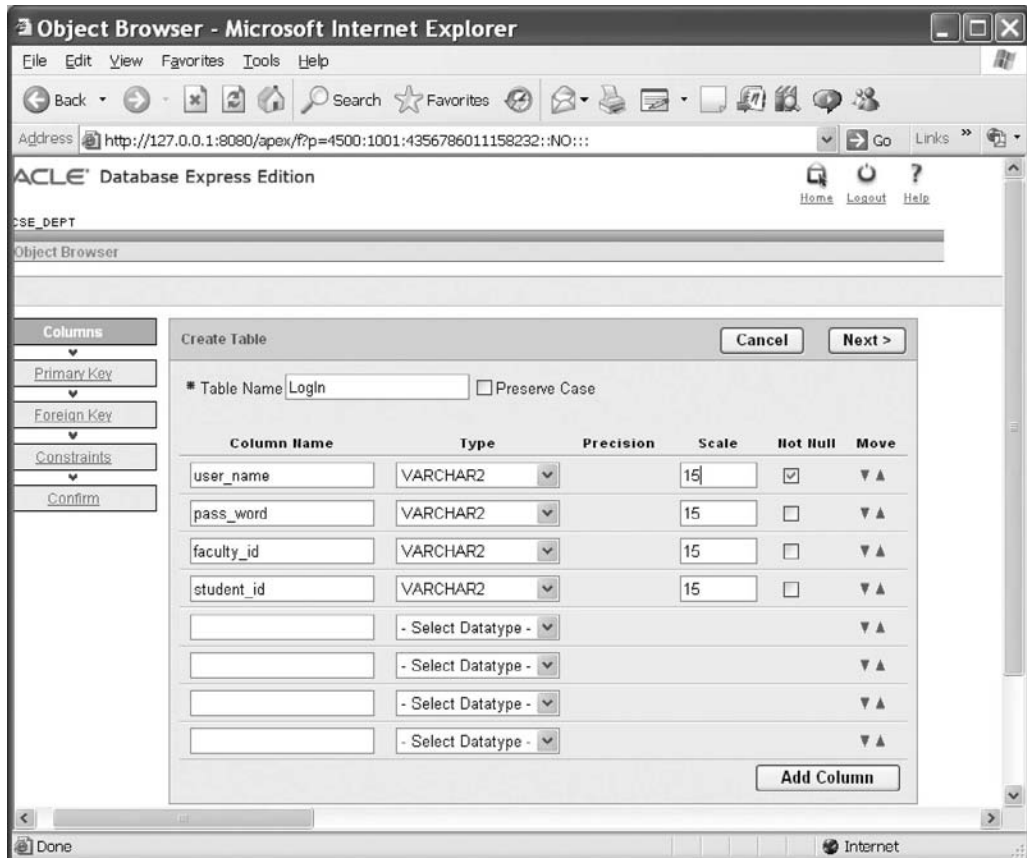 Object Browser - Microsoft Internet Explorer
File Edit View Favorites Tools Help
Back Search Favorites
Address http://127.0.0.1:8080/apex/f?p=4500:1001:4356786011158232::NO::: Go Links »
ACLE® Database Express Edition
Home Logout Help
CSE_DEPT
Object Browser
Columns
Primary Key
Foreign Key
Constraints
Confirm
Create Table Cancel Next >
* Table Name LogIn Preserve Case
Column Name Type Precision Scale Not Null Move
user_name VARCHAR2 15
pass_word VARCHAR2 15
faculty_id VARCHAR2 15
student_id VARCHAR2 15
- Select Datatype -
- Select Datatype -
- Select Datatype -
- Select Datatype -
Add Column
Done Internet